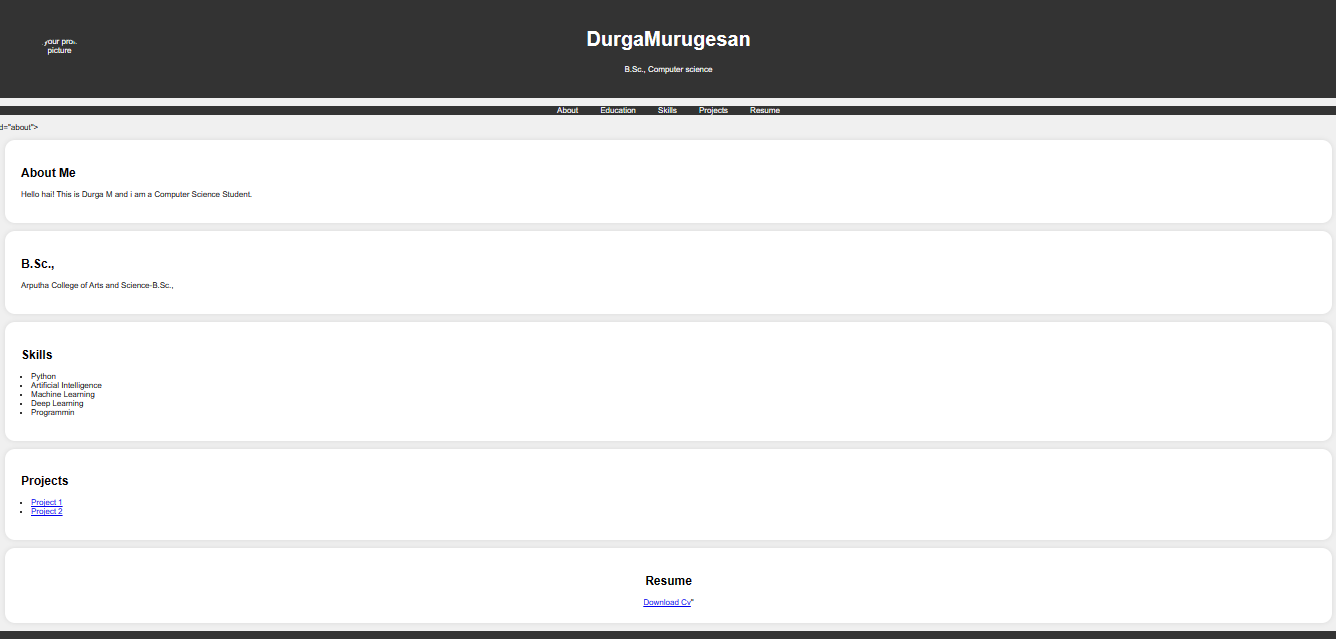 your pro
picture
DurgaMurugesan
B.Sc., Computer science
About Education Skills Projects Resume
d="about">
About Me
Hello hai! This is Durga M and i am a Computer Science Student.
B.Sc.,
Arputha College of Arts and Science-B.Sc.,
Skills
Python
Artificial Intelligence
Machine Learning
Deep Learning
Programmin
Projects
Project 1
Project 2
Resume
Download Cv"